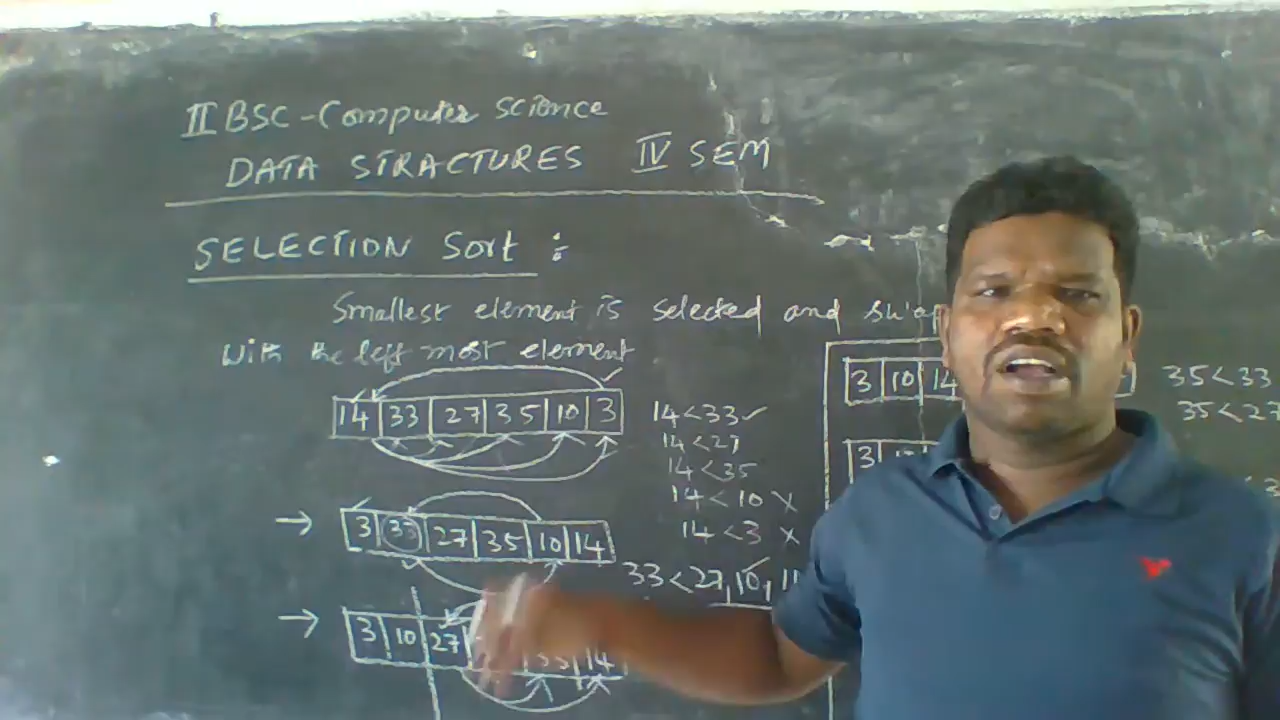 II BSC-Computer Science
DATA STRACTURES IV SEM
SELECTION Sort :
Smallest element is selected and swap
With the left most element
14 33 27 35 10 3
14<33 ✓
14<27
14<35
14<10 X
14<3 X
→ 3 33 27 35 10 14
33<27, 10,
→ 3 10 27 33 14
3 10 14
35<33
35<27
3